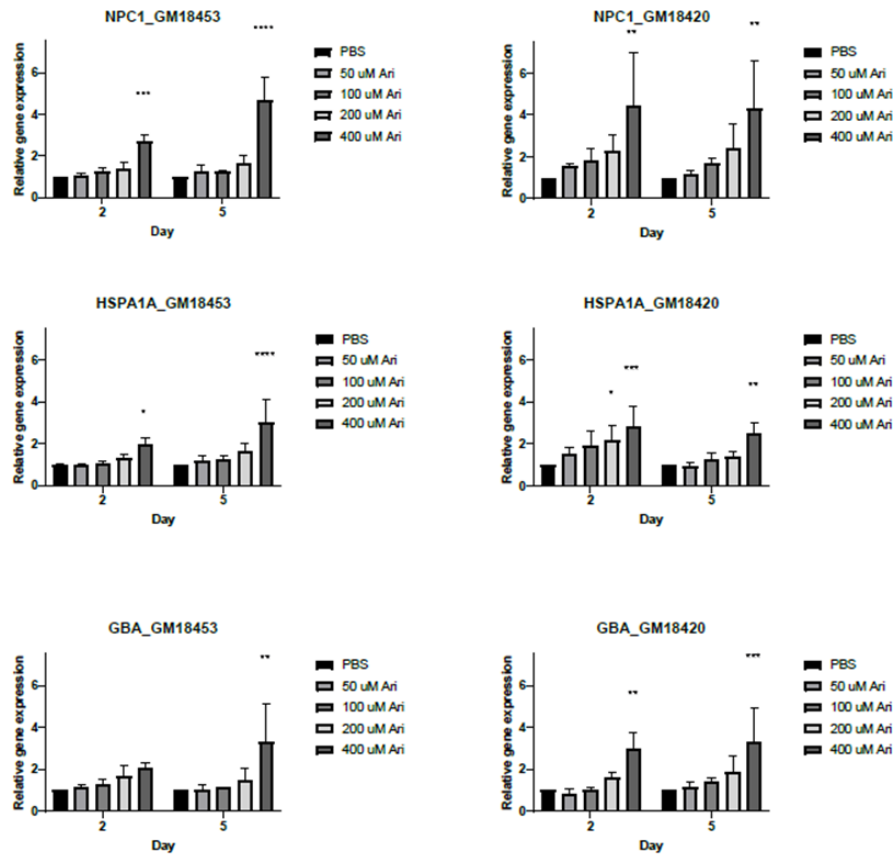 NPC1_GM18453
Relative gene expression
6
4
2
0
***
****
2
5
Day
PBS
50 uM Ari
100 uM Ari
200 uM Ari
400 uM Ari
NPC1_GM18420
Relative gene expression
6
4
2
0
**
**
2
5
Day
PBS
50 uM Ari
100 uM Ari
200 uM Ari
400 uM Ari
HSPA1A_GM18453
Relative gene expression
6
4
2
0
*
****
2
5
Day
PBS
50 uM Ari
100 uM Ari
200 uM Ari
400 uM Ari
HSPA1A_GM18420
Relative gene expression
6
4
2
0
*
***
**
2
5
Day
PBS
50 uM Ari
100 uM Ari
200 uM Ari
400 uM Ari
GBA_GM18453
Relative gene expression
6
4
2
0
**
2
5
Day
PBS
50 uM Ari
100 uM Ari
200 uM Ari
400 uM Ari
GBA_GM18420
Relative gene expression
6
4
2
0
**
***
2
5
Day
PBS
50 uM Ari
100 uM Ari
200 uM Ari
400 uM Ari